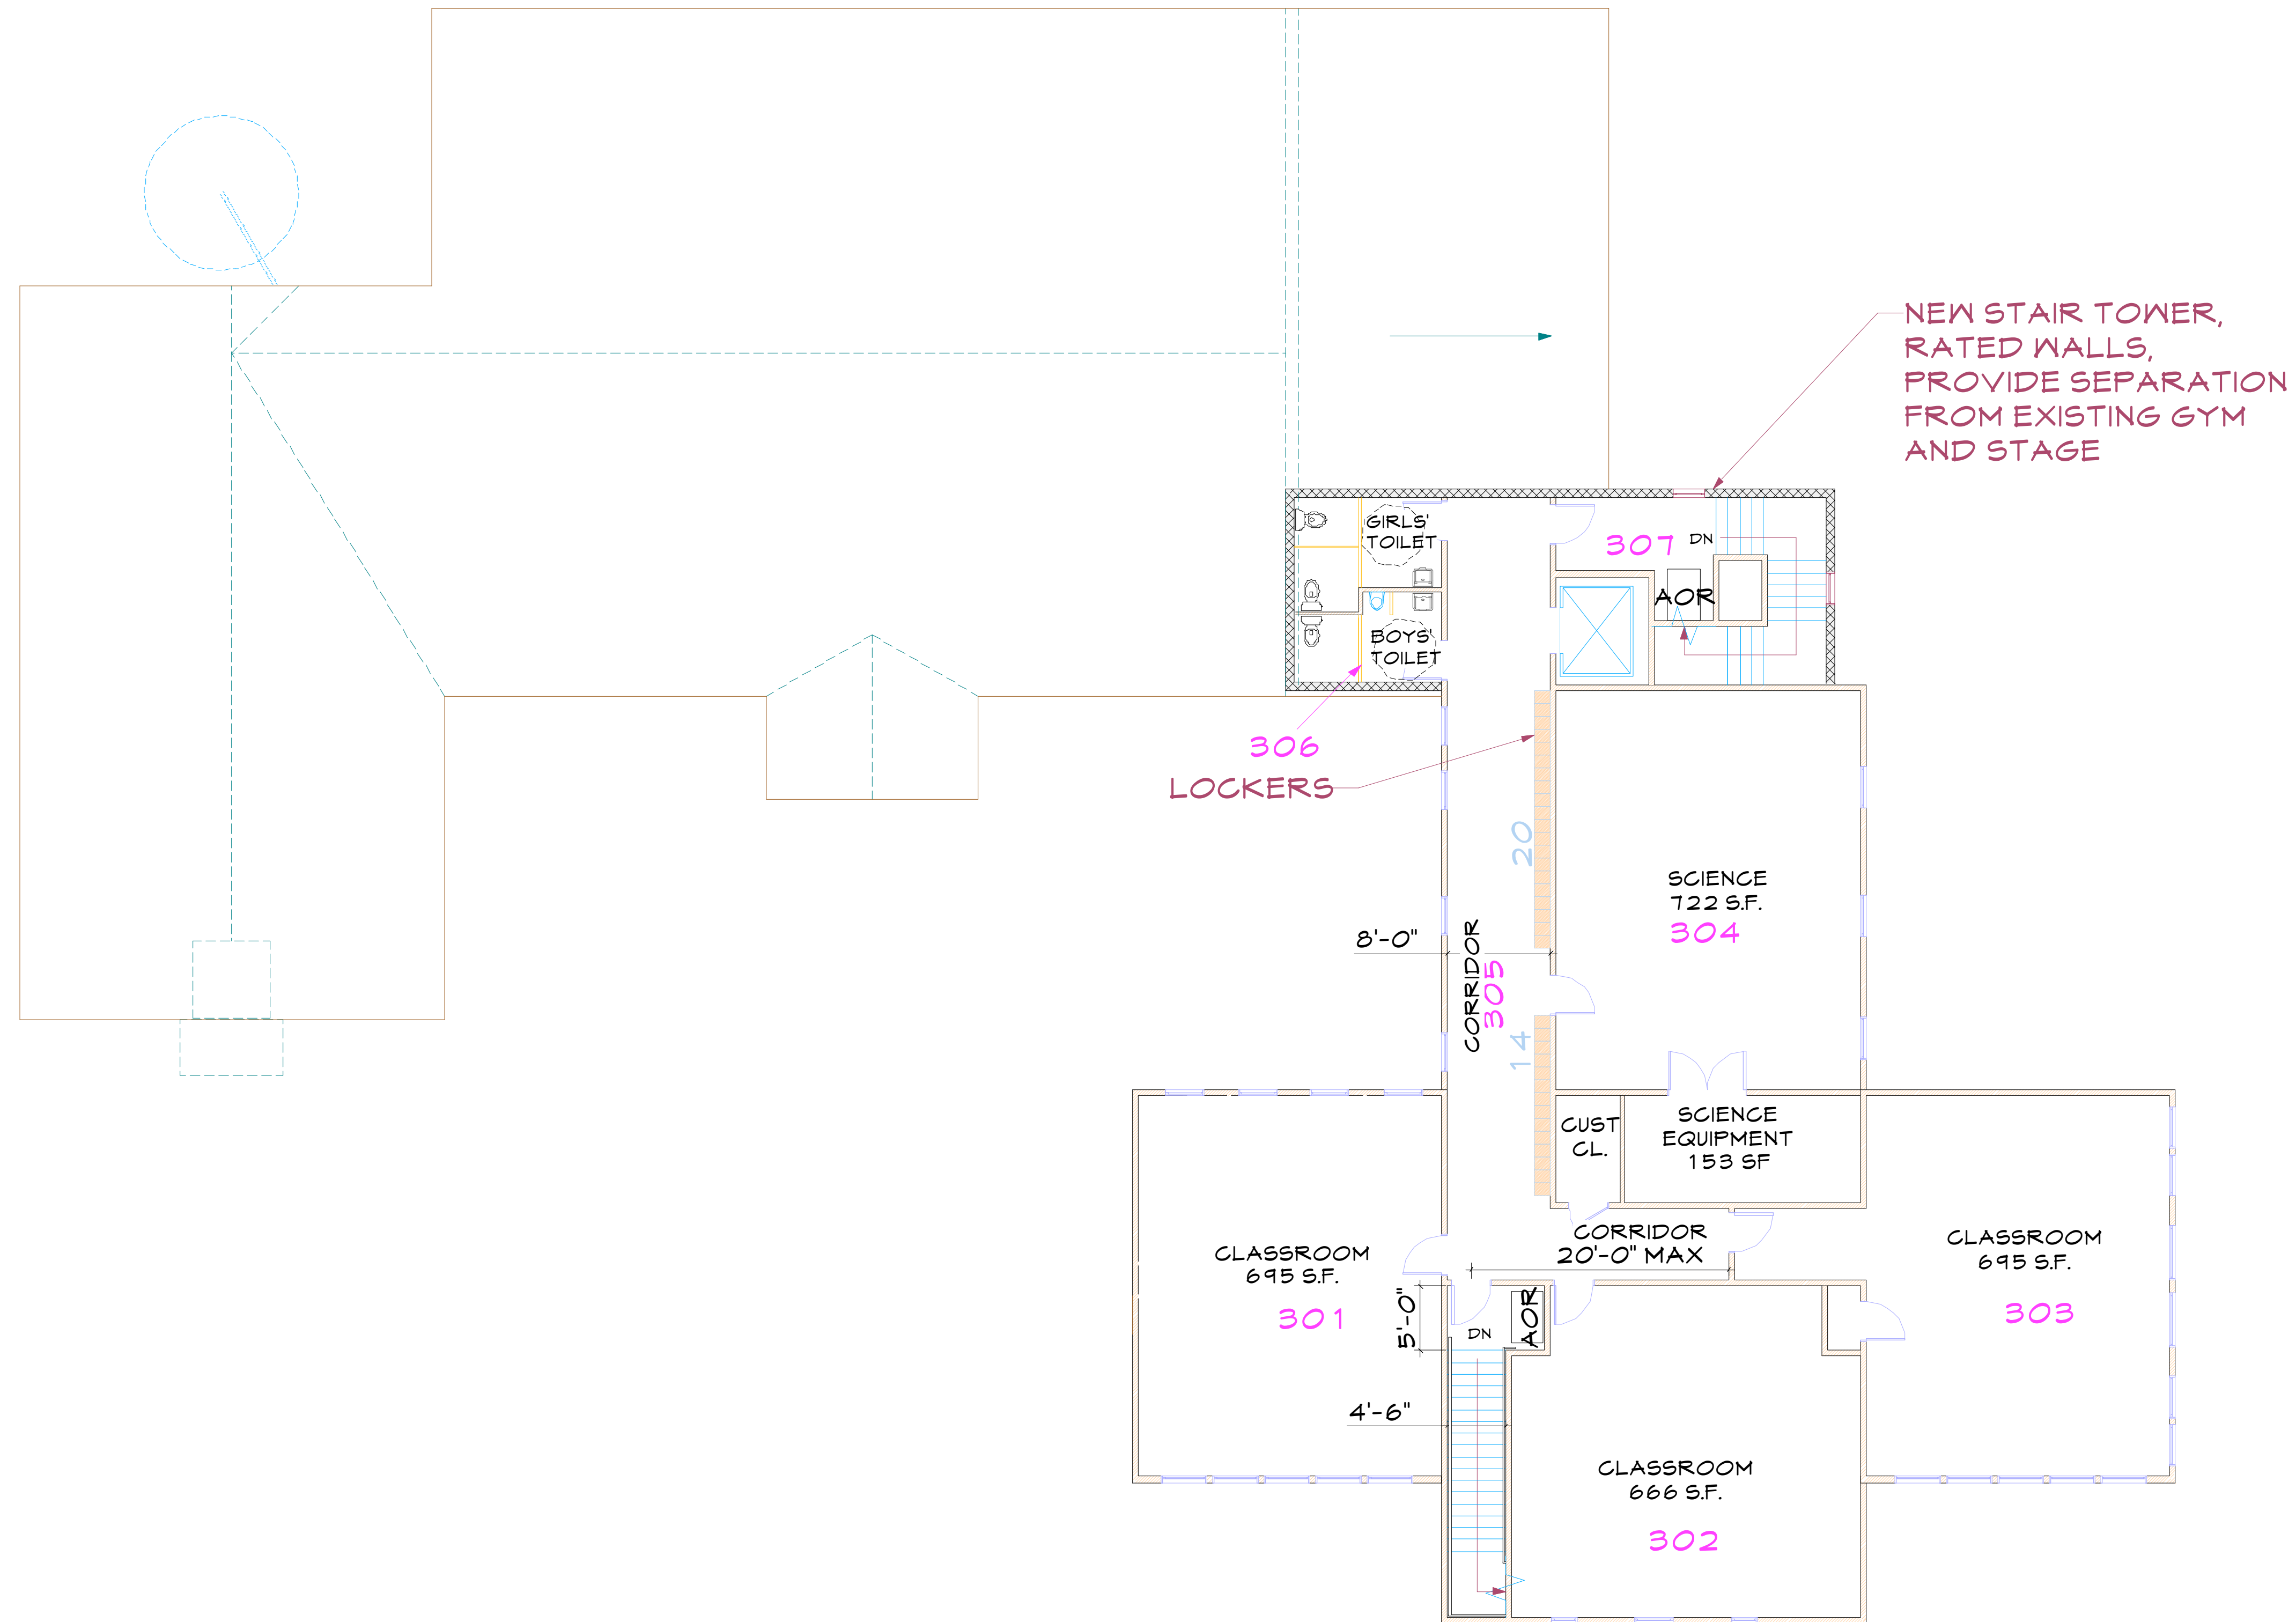 NEW STAIR TOWER,
RATED WALLS,
PROVIDE SEPARATION
FROM EXISTING GYM
AND STAGE
GIRLS'
TOILET
307
DN
AOR
BOYS'
TOILET
306
LOCKERS
20
SCIENCE
722 S.F.
304
8'-0"
CORRIDOR
305
14
CUST
CL.
SCIENCE
EQUIPMENT
153 SF
CORRIDOR
20'-0" MAX
CLASSROOM
695 S.F.
301
CLASSROOM
695 S.F.
303
5'-0"
DN
AOR
4'-6"
CLASSROOM
666 S.F.
302